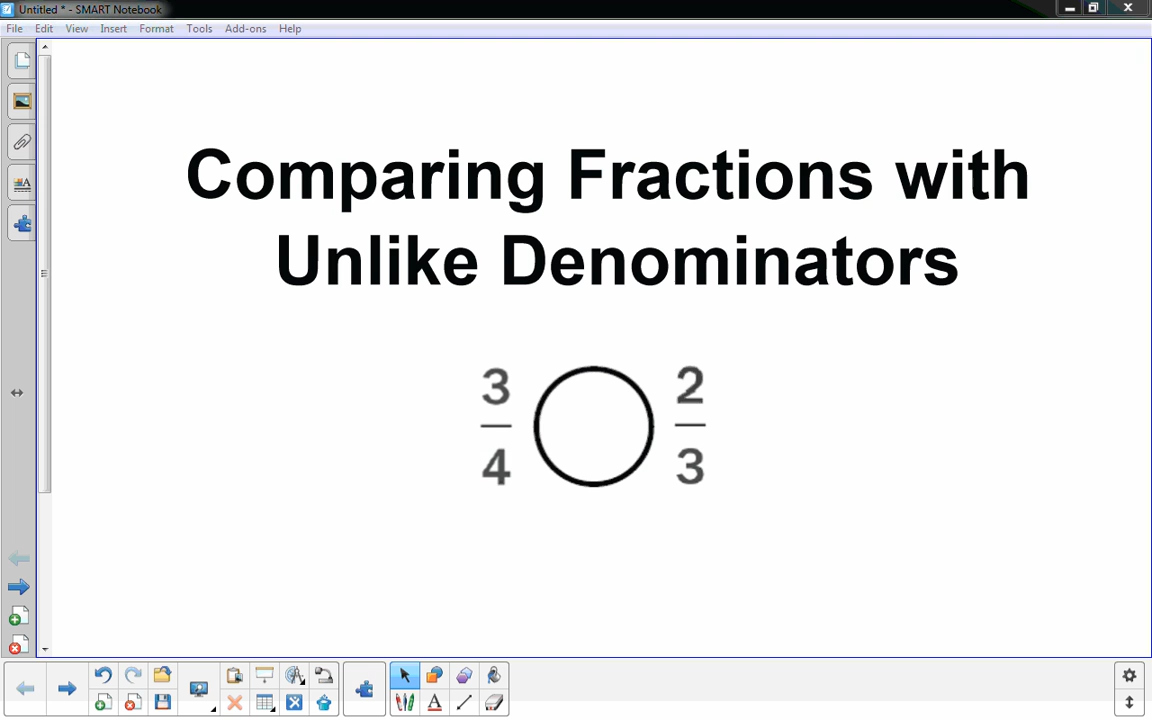 Untitled * - SMART Notebook
File Edit View Insert Format Tools Add-ons Help
Comparing Fractions with
Unlike Denominators
3 2
4 3